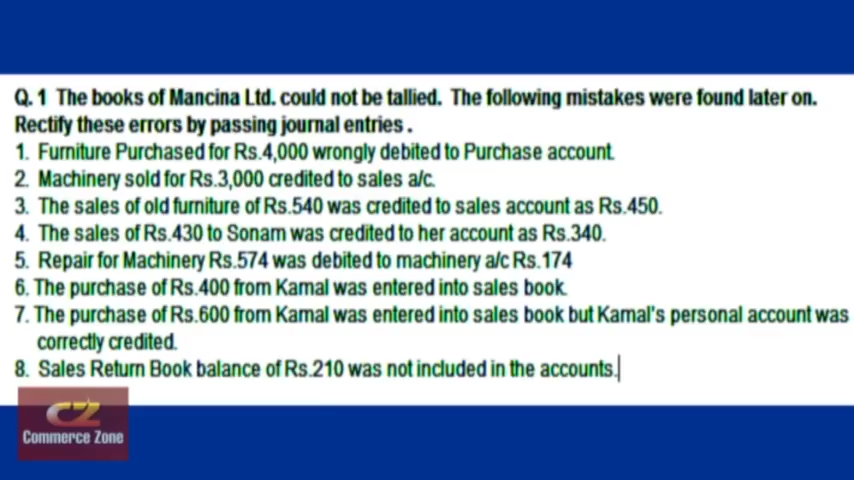 Q. 1 The books of Mancina Ltd. could not be tallied. The following mistakes were found later on.
Rectify these errors by passing journal entries .
1. Furniture Purchased for Rs.4,000 wrongly debited to Purchase account.
2. Machinery sold for Rs.3,000 credited to sales a/c.
3. The sales of old furniture of Rs.540 was credited to sales account as Rs.450.
4. The sales of Rs.430 to Sonam was credited to her account as Rs.340.
5. Repair for Machinery Rs.574 was debited to machinery a/c Rs.174
6. The purchase of Rs.400 from Kamal was entered into sales book.
7. The purchase of Rs.600 from Kamal was entered into sales book but Kamal's personal account was
correctly credited.
8. Sales Return Book balance of Rs.210 was not included in the accounts.
CZ
Commerce Zone